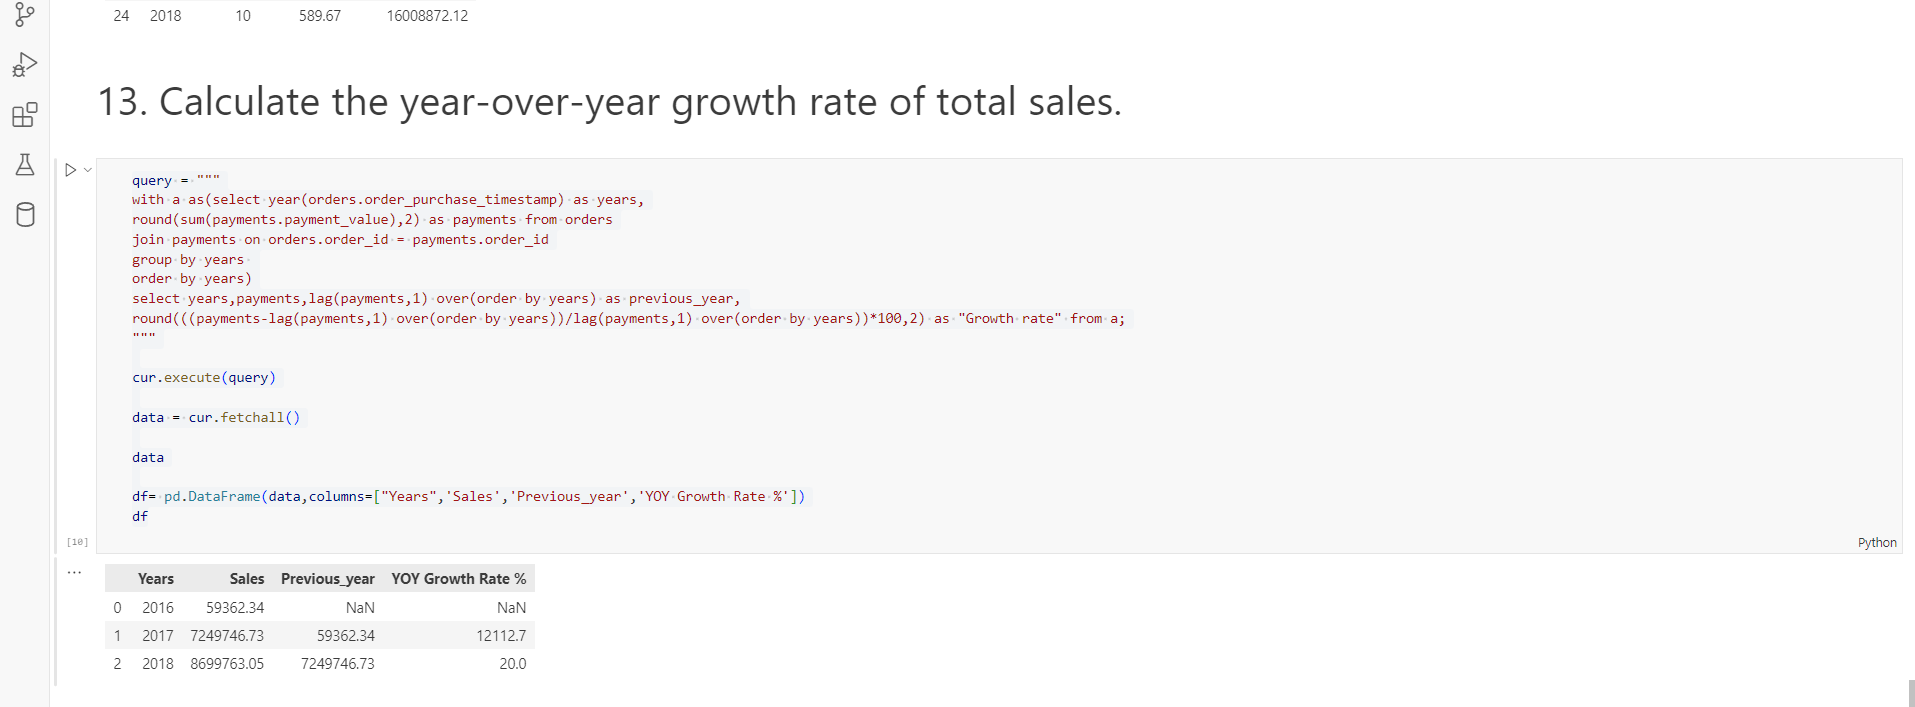 24 2018 10 589.67 16008872.12
13. Calculate the year-over-year growth rate of total sales.
query = """
with a as(select year(orders.order_purchase_timestamp) as years,
round(sum(payments.payment_value),2) as payments from orders
join payments on orders.order_id = payments.order_id
group by years
order by years)
select years,payments,lag(payments,1) over(order by years) as previous_year,
round(((payments-lag(payments,1) over(order by years))/lag(payments,1) over(order by years))*100,2) as "Growth rate" from a;
"""
cur.execute(query)
data = cur.fetchall()
data
df= pd.DataFrame(data,columns=["Years",'Sales','Previous_year','YOY Growth Rate %'])
df
[10]
Python
Years Sales Previous_year YOY Growth Rate %
0 2016 59362.34 NaN NaN
1 2017 7249746.73 59362.34 12112.7
2 2018 8699763.05 7249746.73 20.0